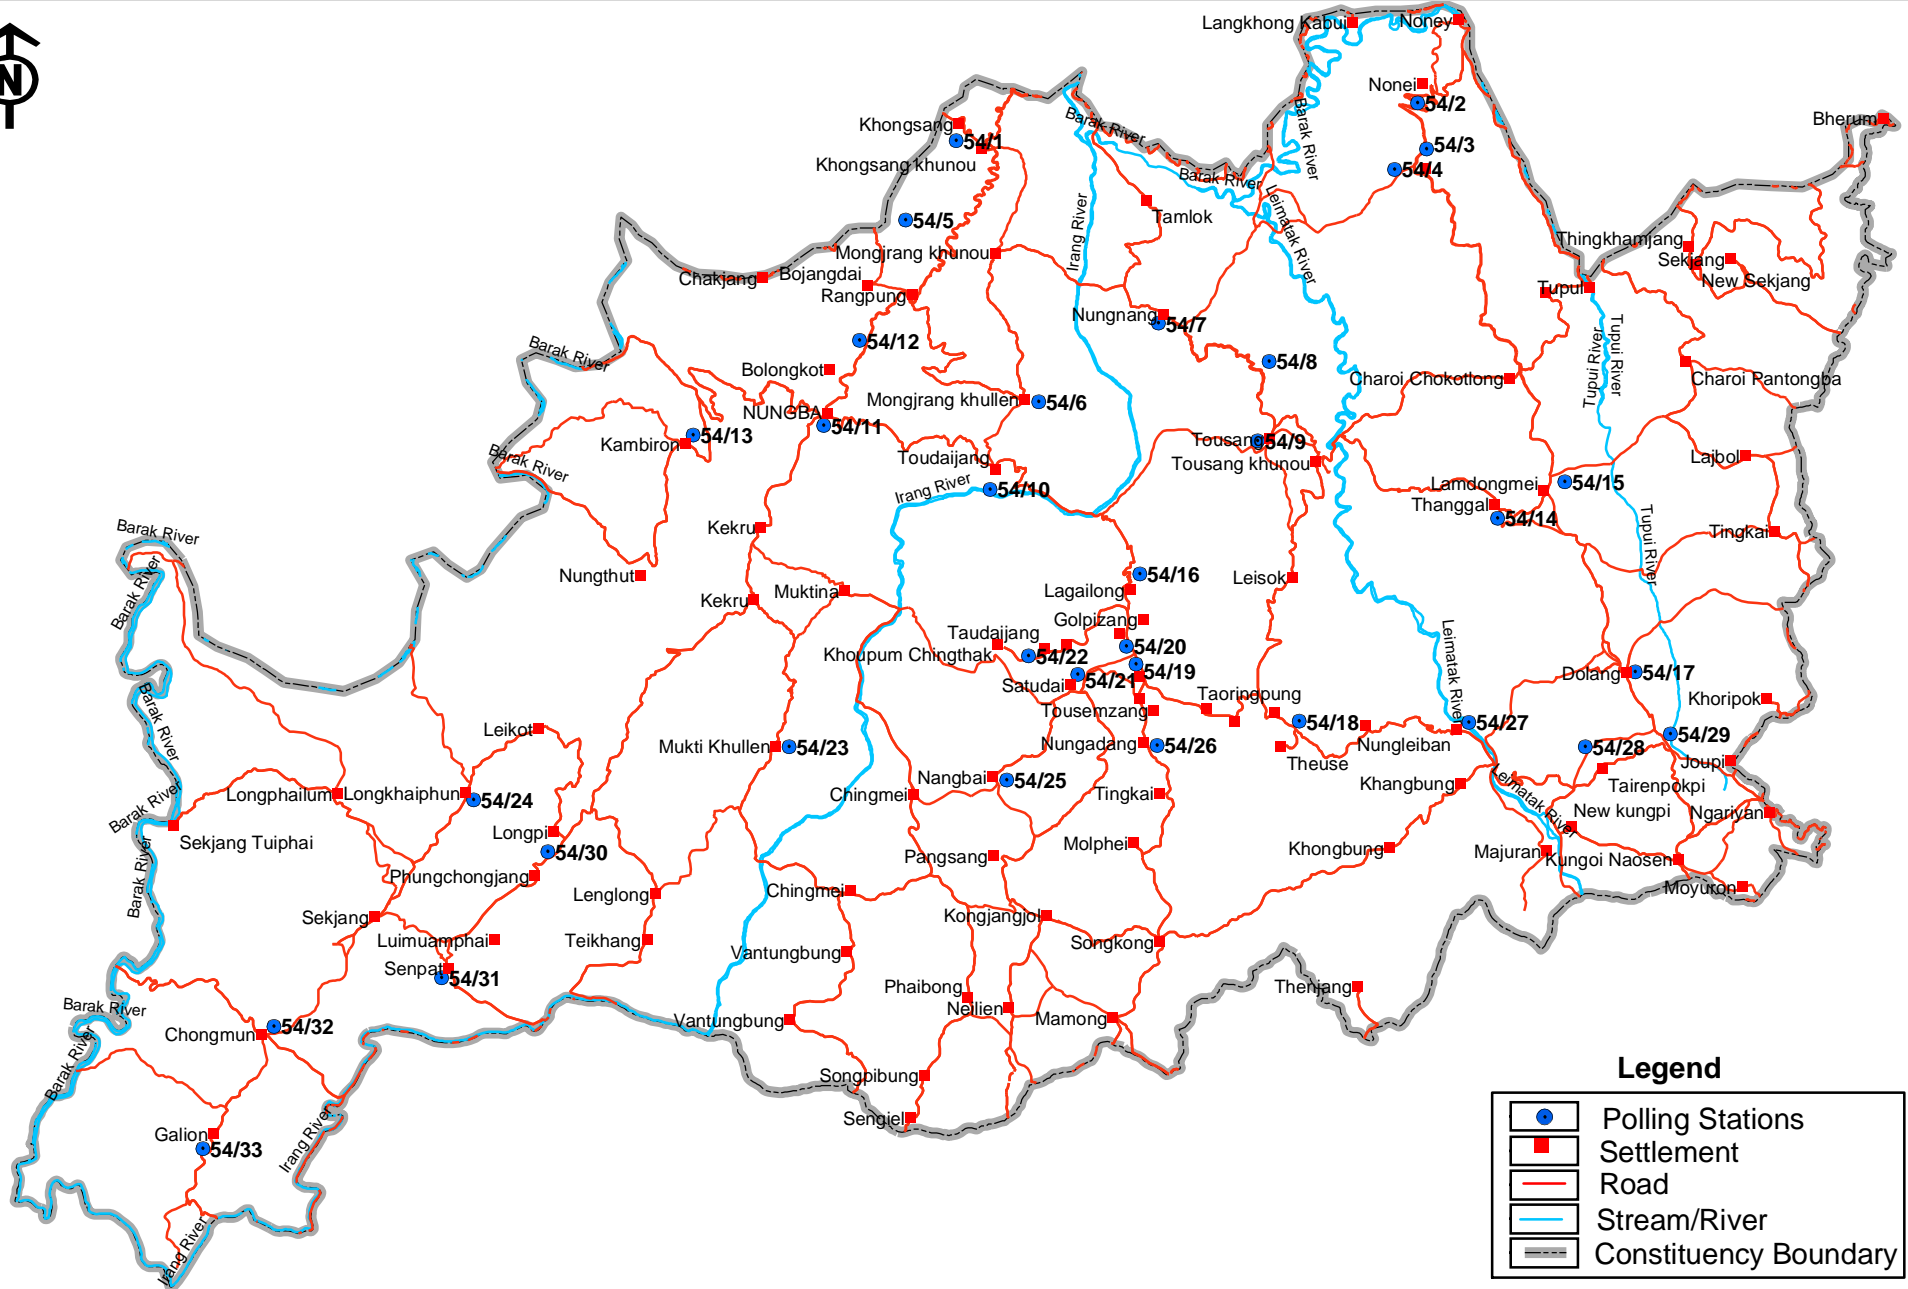 N
Langkhong Kabui
Noney
Nonei
54/2
Bherum
Khongsang
54/1
Khongsang khunou
Barak River
Barak River
54/3
54/4
Barak River
Leimatak River
Tamlok
54/5
Irang River
Thingkhamjang
Sekjang
New Sekjang
Mongjrang khunou
Chakjang
Bojangdai
Rangpung
Tupui
Nungnang
54/7
Tupui River
Tupui River
Barak River
54/12
54/8
Bolongkot
Charoi Chokotlong
Charoi Pantongba
Mongjrang khullen
54/6
NUNGBA
54/11
Kambiron
54/13
Tousang
54/9
Toudaijang
Tousang khunou
Lajbol
Barak River
Irang River
54/10
Lamdongmei
54/15
Thanggal
54/14
Kekru
Tingkai
Barak River
Tupui River
Nungthut
54/16
Leisok
Barak River
Kekru
Muktina
Lagailong
Golpizang
Taudaijang
54/20
Khoupum Chingthak
54/22
54/19
54/21
Satudai
Leimatak River
Dolang
54/17
Taoringpung
Khoripok
Tousemzang
Barak River
Leikot
54/18
54/27
Mukti Khullen
54/23
Nungadang
54/26
Nungleiban
54/28
54/29
Theuse
Joupi
Nangbai
54/25
Khangbung
Leimatak River
Tairenpokpi
Longphailum
Longkhaiphun
54/24
Chingmei
Tingkai
New kungpi
Ngariyan
Barak River
Longpi
Sekjang Tuiphai
54/30
Molphei
Khongbung
Majuran
Kungoi Naosen
Pangsang
Barak River
Phungchongjang
Lenglong
Chingmei
Moyuron
Sekjang
Kongjangjol
Luimuamphai
Teikhang
Songkong
Vantungbung
Senpat
54/31
Phaibong
Thenjang
Barak River
Neilien
Chongmun
54/32
Vantungbung
Mamong
Barak River
Songpibung
Sengiel
Galion
54/33
Irang River
Irang River
Legend
Polling Stations
Settlement
Road
Stream/River
Constituency Boundary